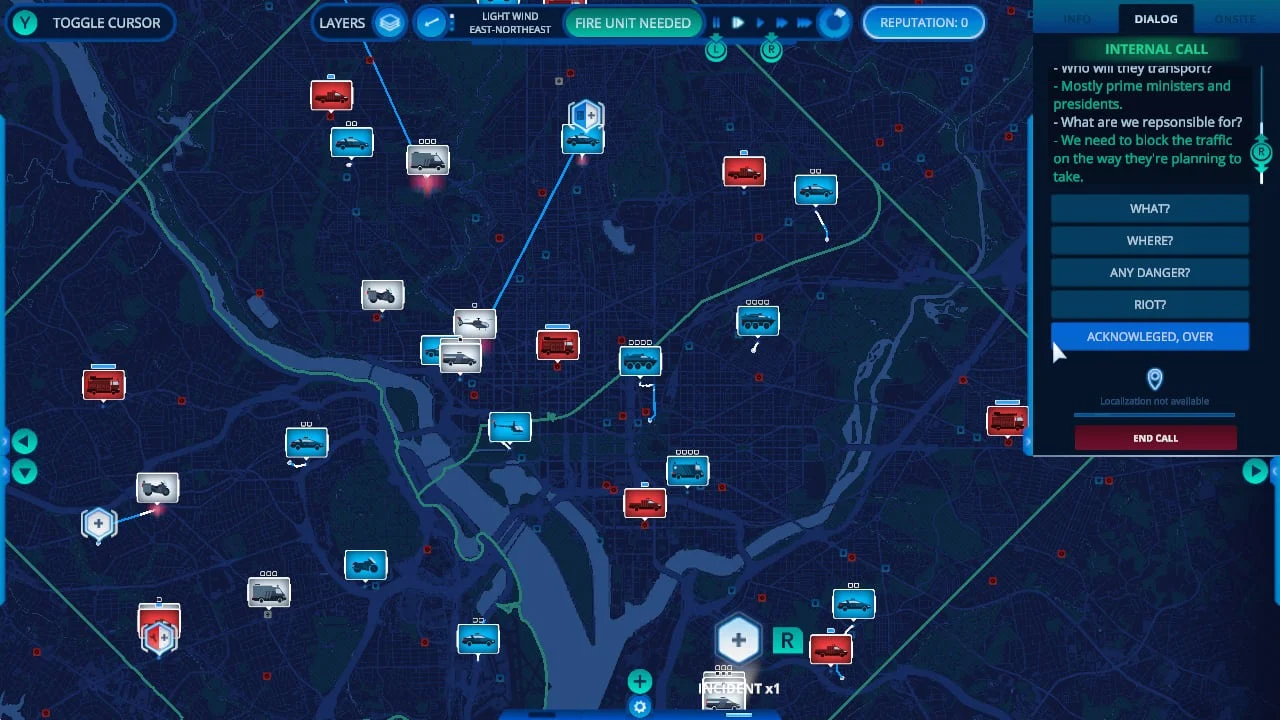 Y TOGGLE CURSOR
LAYERS
LIGHT WIND
EAST-NORTHEAST
FIRE UNIT NEEDED
REPUTATION: 0
L
R
INFO
DIALOG
ONSITE
INTERNAL CALL
- Who will they transport?
- Mostly prime ministers and
presidents.
- What are we repsonsible for?
- We need to block the traffic
on the way they're planning to
take.
R
WHAT?
WHERE?
ANY DANGER?
RIOT?
ACKNOWLEGED, OVER
Localization not available
END CALL
R
INCIDENT x1